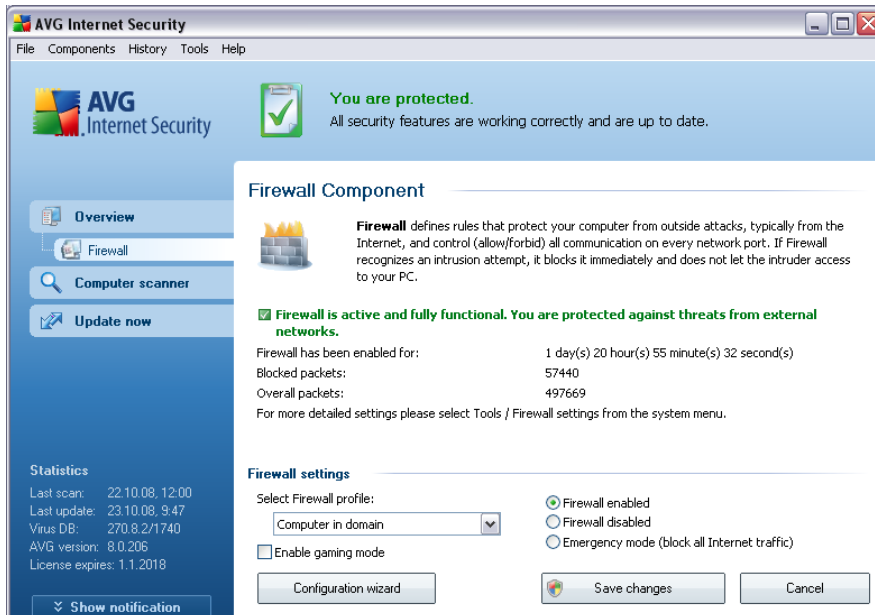 AVG Internet Security
File Components History Tools Help
AVG
Internet Security
You are protected.
All security features are working correctly and are up to date.
Overview
Firewall
Computer scanner
Update now
Firewall Component
Firewall defines rules that protect your computer from outside attacks, typically from the
Internet, and control (allow/forbid) all communication on every network port. If Firewall
recognizes an intrusion attempt, it blocks it immediately and does not let the intruder access
to your PC.
Firewall is active and fully functional. You are protected against threats from external
networks.
Firewall has been enabled for: 1 day(s) 20 hour(s) 55 minute(s) 32 second(s)
Blocked packets: 57440
Overall packets: 497669
For more detailed settings please select Tools / Firewall settings from the system menu.
Statistics
Last scan: 22.10.08, 12:00
Last update: 23.10.08, 9:47
Virus DB: 270.8.2/1740
AVG version: 8.0.206
License expires: 1.1.2018
Show notification
Firewall settings
Select Firewall profile:
Computer in domain
Enable gaming mode
Firewall enabled
Firewall disabled
Emergency mode (block all Internet traffic)
Configuration wizard
Save changes
Cancel